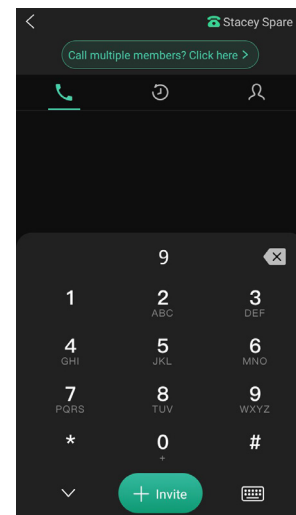 Stacey Spare
Call multiple members? Click here >
9
1 2 3
ABC DEF
4 5 6
GHI JKL MNO
7 8 9
PQRS TUV WXYZ
* 0 #
+
+ Invite